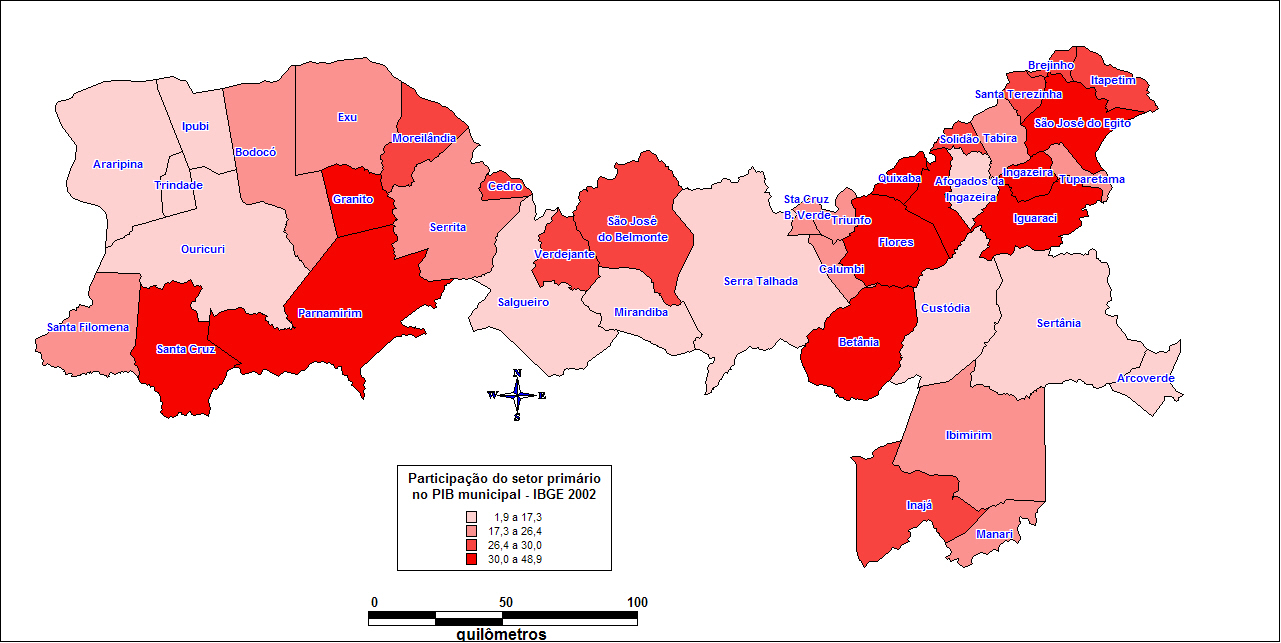 Brejinho
Itapetim
Santa Terezinha
Exu
Ipubi
São José do Egito
Moreilândia
Solidão
Tabira
Bodocó
Araripina
Ingazeira
Quixaba
Afogados da
Ingazeira
Tuparetama
Trindade
Cedro
Granito
Sta.Cruz
B. Verde
Triunfo
Iguaraci
São José
do Belmonte
Serrita
Flores
Ouricuri
Verdejante
Calumbi
Serra Talhada
Salgueiro
Mirandiba
Custódia
Parnamirim
Sertânia
Santa Filomena
Santa Cruz
Betânia
Arcoverde
N
W
E
S
Ibimirim
Inajá
Manari
Participação do setor primário
no PIB municipal - IBGE 2002
1,9 a 17,3
17,3 a 26,4
26,4 a 30,0
30,0 a 48,9
0 50 100
quilômetros